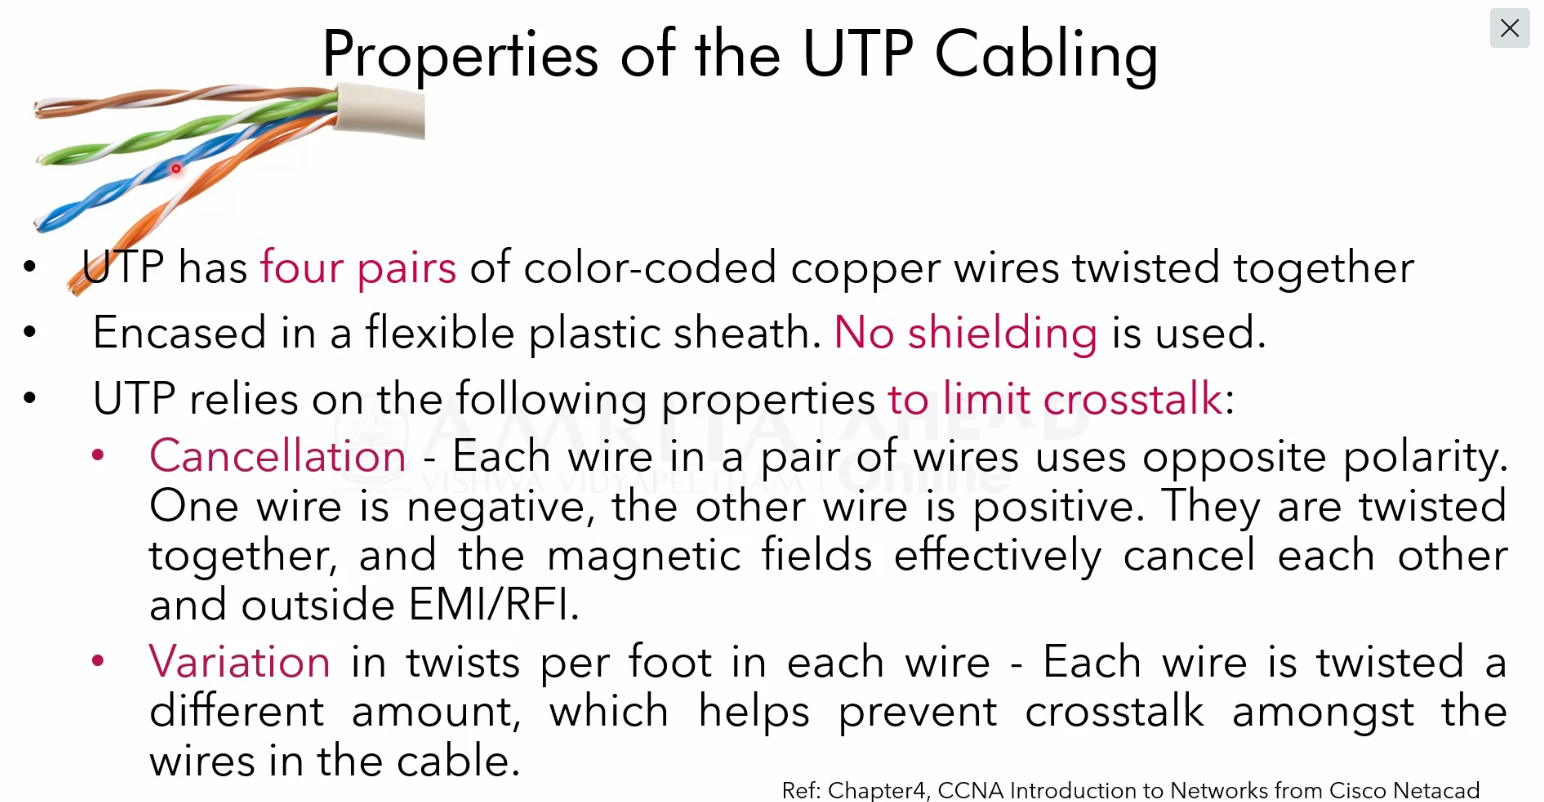 Properties of the UTP Cabling
• UTP has four pairs of color-coded copper wires twisted together
• Encased in a flexible plastic sheath. No shielding is used.
• UTP relies on the following properties to limit crosstalk:
• Cancellation - Each wire in a pair of wires uses opposite polarity.
One wire is negative, the other wire is positive. They are twisted
together, and the magnetic fields effectively cancel each other
and outside EMI/RFI.
• Variation in twists per foot in each wire - Each wire is twisted a
different amount, which helps prevent crosstalk amongst the
wires in the cable.
Ref: Chapter4, CCNA Introduction to Networks from Cisco Netacad
AMRITA
VISHWA VIDYAPEETHAM
AHEAD
Online